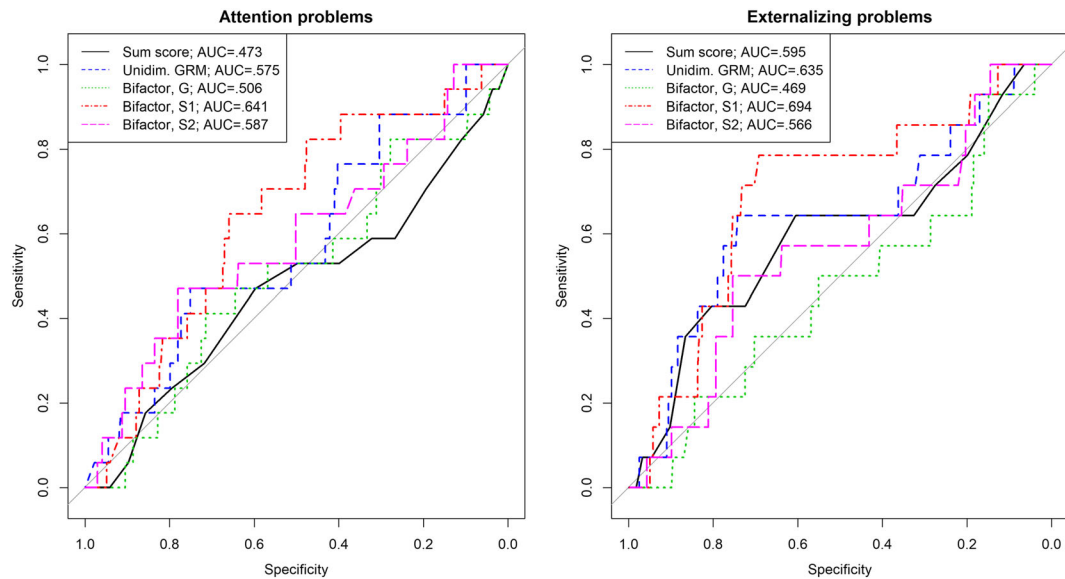 Attention problems
Sum score; AUC=.473
Unidim. GRM; AUC=.575
Bifactor, G; AUC=.506
Bifactor, S1; AUC=.641
Bifactor, S2; AUC=.587
Sensitivity
1.0
0.8
0.6
0.4
0.2
0.0
1.0 0.8 0.6 0.4 0.2 0.0
Specificity
Externalizing problems
Sum score; AUC=.595
Unidim. GRM; AUC=.635
Bifactor, G; AUC=.469
Bifactor, S1; AUC=.694
Bifactor, S2; AUC=.566
Sensitivity
1.0
0.8
0.6
0.4
0.2
0.0
1.0 0.8 0.6 0.4 0.2 0.0
Specificity